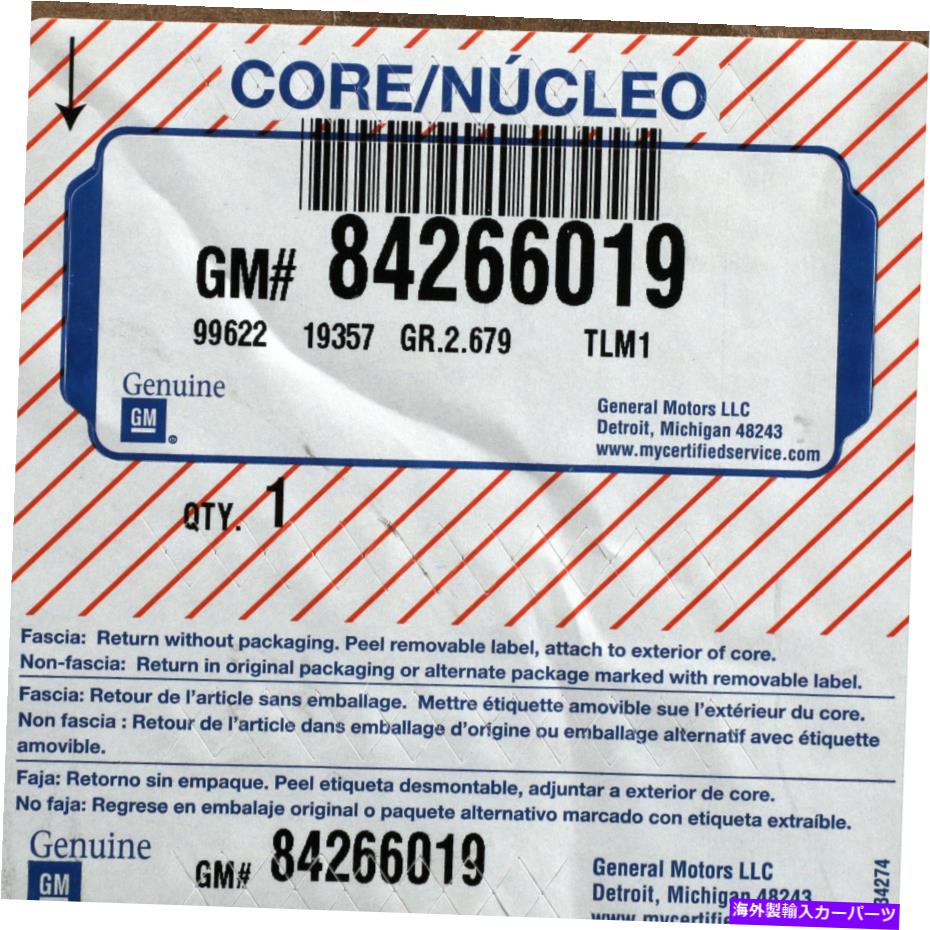 CORE/NÚCLEO
GM# 84266019
99622 19357 GR.2.679 TLM1
Genuine
GM
®
General Motors LLC
Detroit, Michigan 48243
www.mycertifiedservice.com
QTY. 1
Fascia: Return without packaging. Peel removable label, attach to exterior of core.
Non-fascia: Return in original packaging or alternate package marked with removable label.
Fascia: Retour de l'article sans emballage. Mettre étiquette amovible sue l'extérieur du core.
Non fascia : Retour de l'article dans emballage d'origine ou emballage alternatif avec étiquette
amovible.
Faja: Retorno sin empaque. Peel etiqueta desmontable, adjuntar a exterior de core.
No faja: Regrese en embalaje original o paquete alternativo marcado con etiqueta extraíble.
Genuine
GM
GM# 84266019
General Motors LLC
Detroit, Michigan 48243
www.mycertifie
34274
海外製輸入カーパーツ